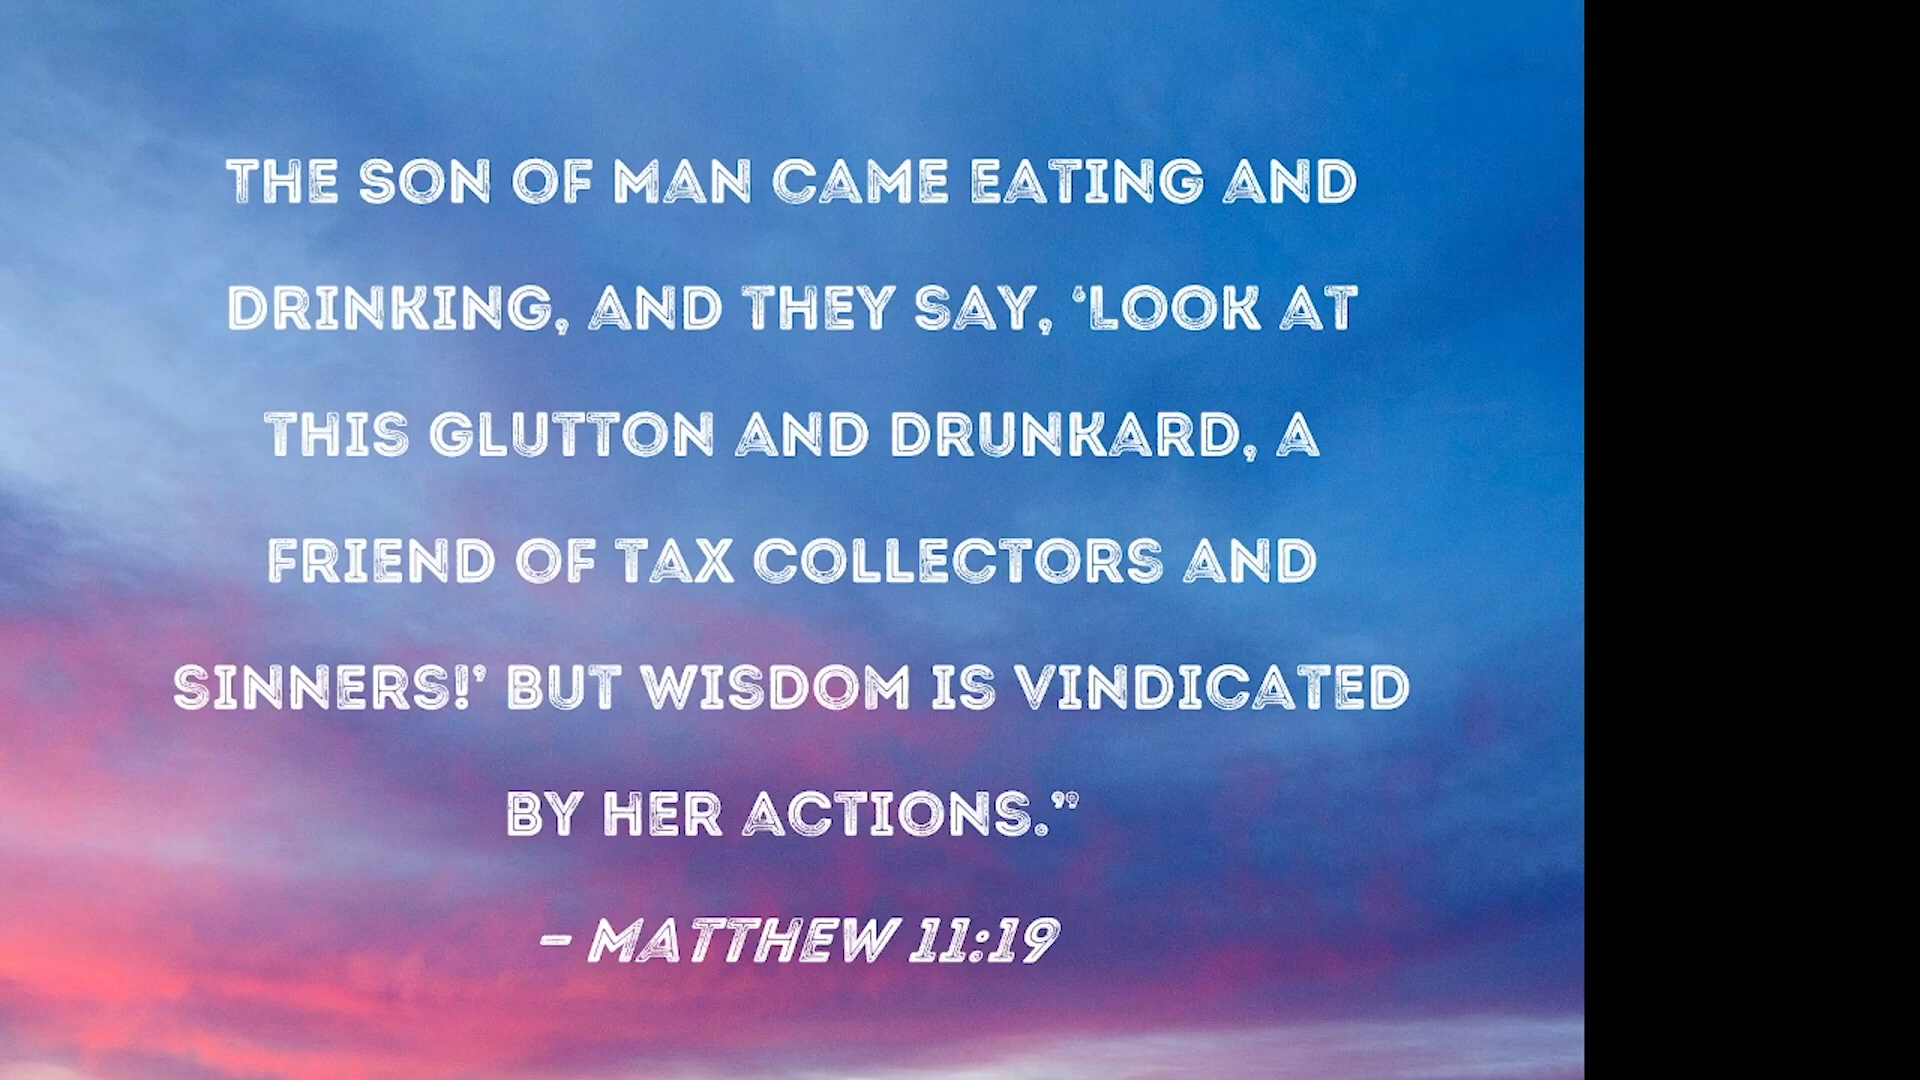 THE SON OF MAN CAME EATING AND
DRINKING, AND THEY SAY, ‘LOOK AT
THIS GLUTTON AND DRUNKARD, A
FRIEND OF TAX COLLECTORS AND
SINNERS!’ BUT WISDOM IS VINDICATED
BY HER ACTIONS.”
– MATTHEW 11:19